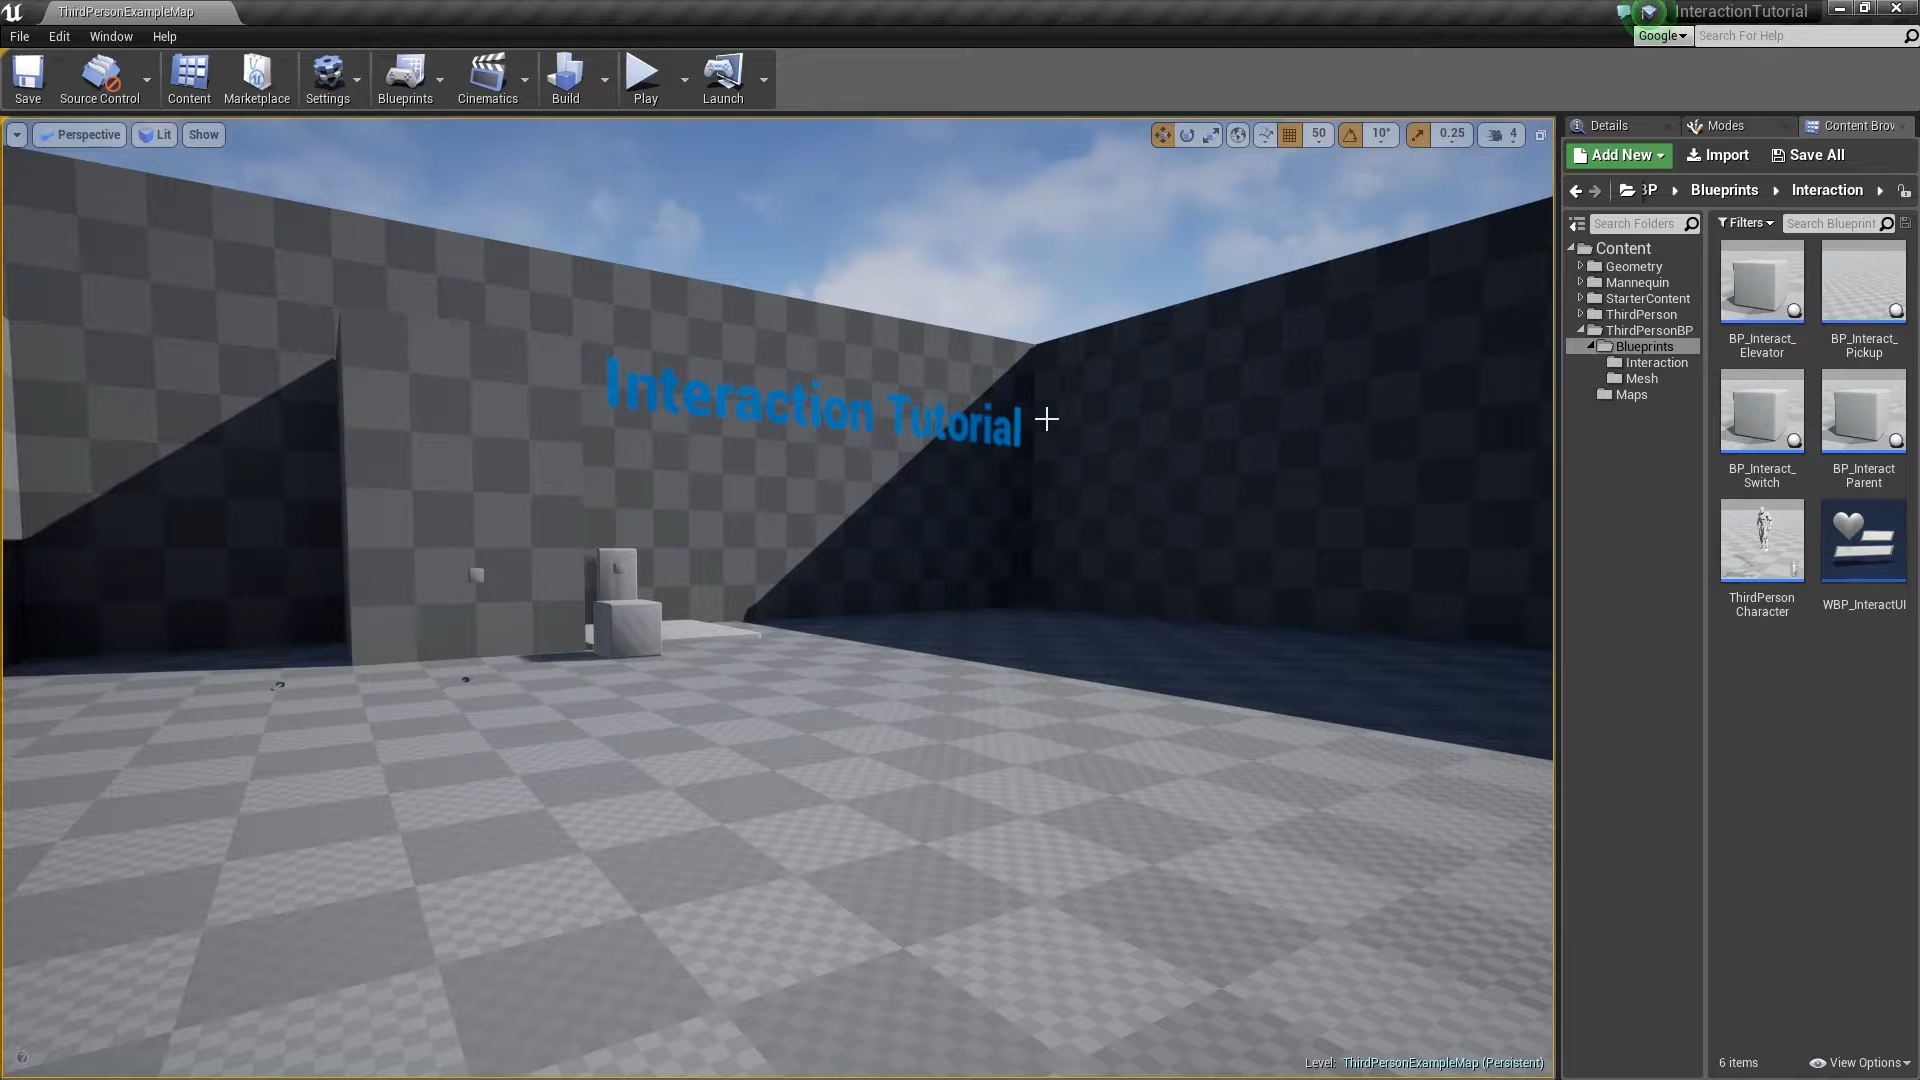 ThirdPersonExampleMap
InteractionTutorial
File Edit Window Help
Google Search For Help
Save Source Control Content Marketplace Settings Blueprints Cinematics Build Play Launch
Perspective Lit Show
50 10° 0.25 4
Details Modes Content Brow
Add New Import Save All
BP Blueprints Interaction
Search Folders Filters Search Blueprint
Content
Geometry
Mannequin
StarterContent
ThirdPerson
ThirdPersonBP
Blueprints
Interaction
Mesh
Maps
BP_Interact_
Elevator
BP_Interact_
Pickup
BP_Interact_
Switch
BP_Interact
Parent
ThirdPerson
Character
WBP_InteractUI
Interaction Tutorial
Level: ThirdPersonExampleMap (Persistent)
6 items View Options